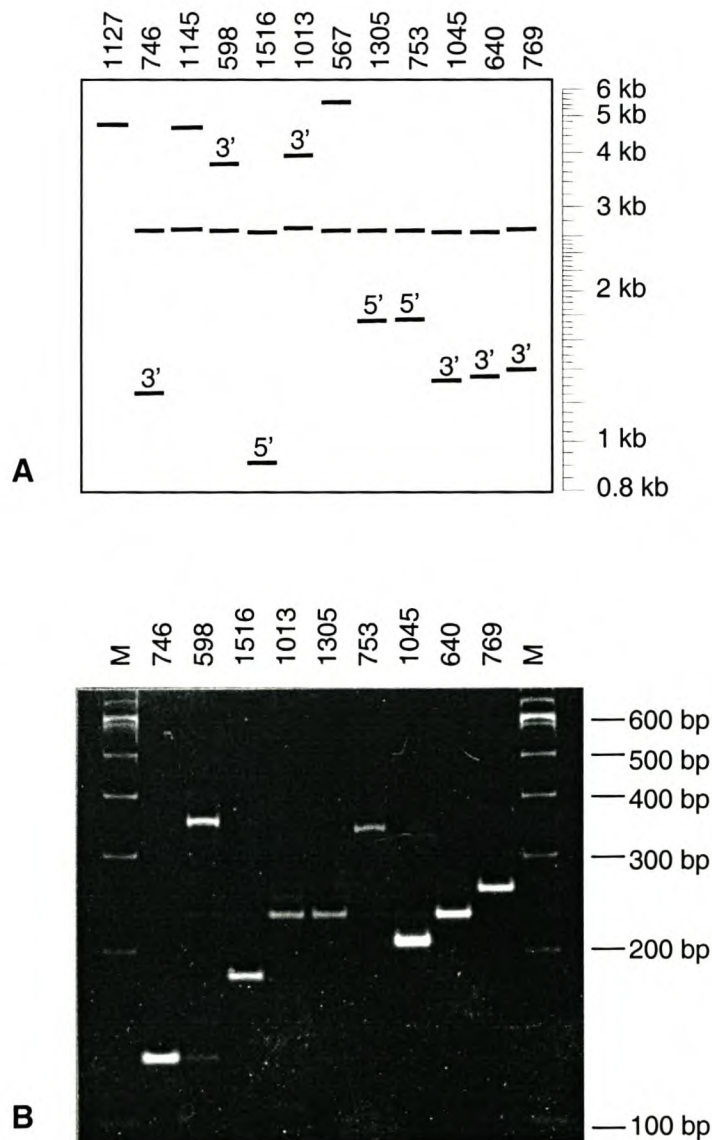 1127 746 1145 598 1516 1013 567 1305 753 1045 640 769
6 kb
5 kb
3' 3' 4 kb
3 kb
2 kb
5' 5'
3' 3' 3' 3'
1 kb
5'
A
0.8 kb
M 746 598 1516 1013 1305 753 1045 640 769 M
600 bp
500 bp
400 bp
300 bp
200 bp
B
100 bp